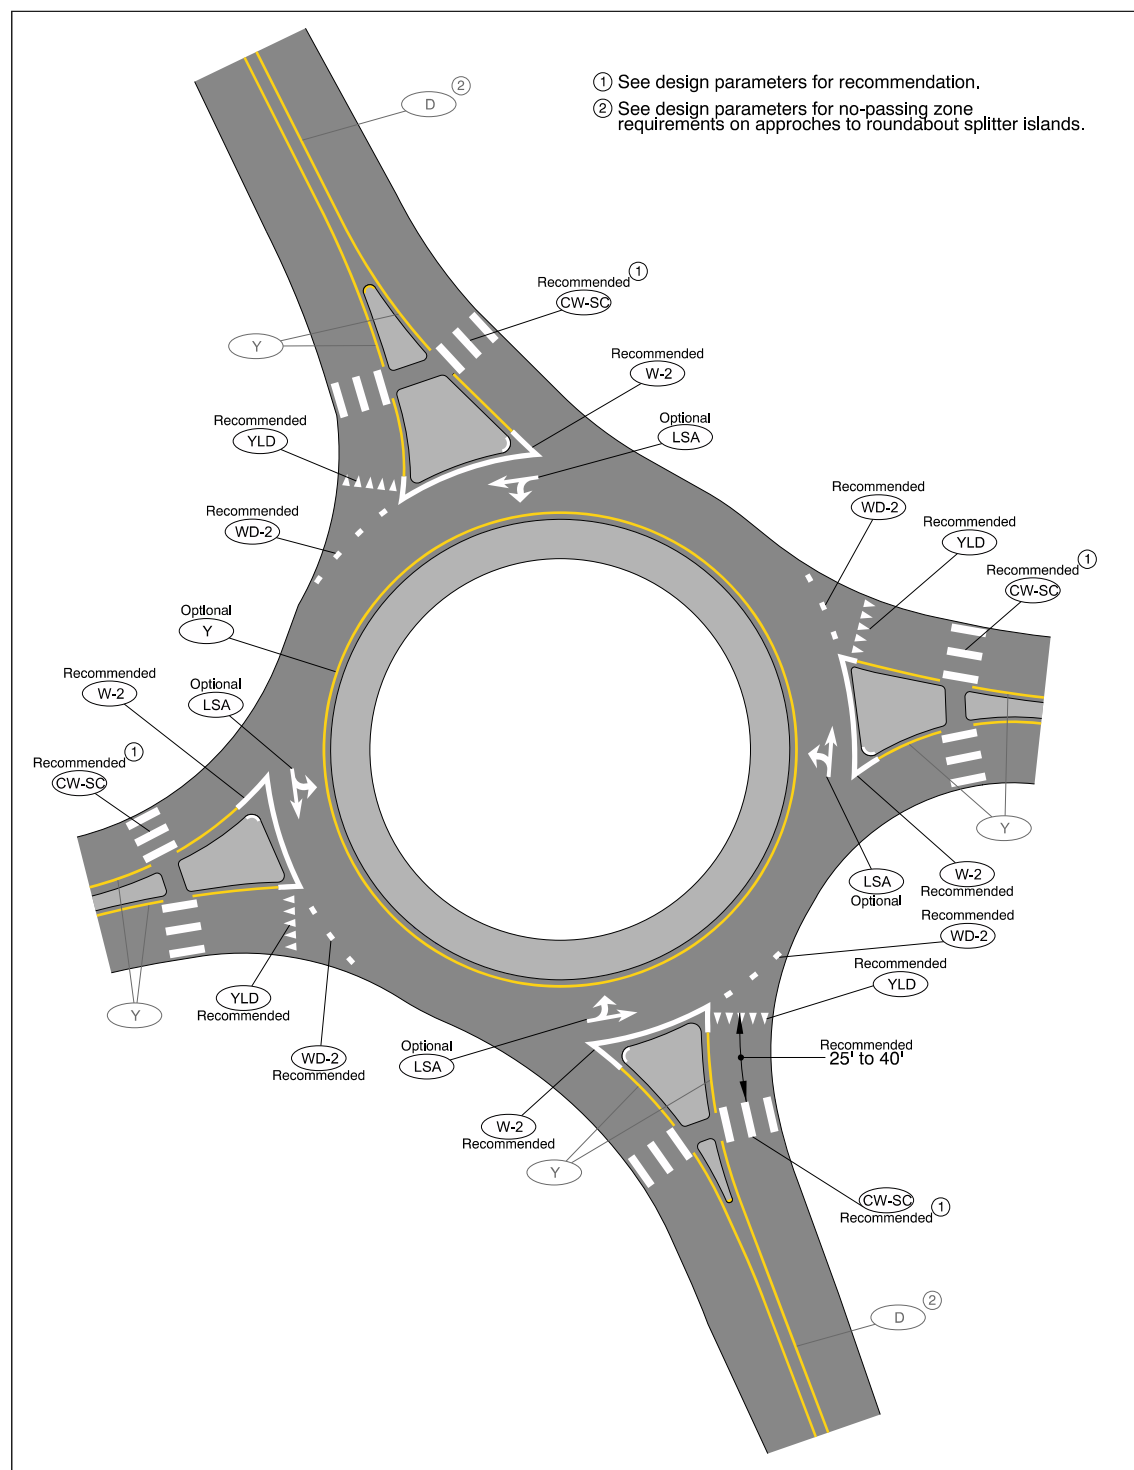 ① See design parameters for recommendation.
② See design parameters for no-passing zone
requirements on approches to roundabout splitter islands.
2
D
Recommended 1
CW-SC
Y
Recommended
W-2
Recommended
YLD
Optional
LSA
Recommended
WD-2
Recommended
WD-2
Recommended
YLD
Recommended 1
CW-SC
Optional
Y
Recommended
W-2
Optional
LSA
Recommended 1
CW-SC
Y
LSA
Optional
W-2
Recommended
Recommended
WD-2
Recommended
YLD
YLD
Recommended
Y
Optional
LSA
WD-2
Recommended
Recommended
25' to 40'
W-2
Recommended
Y
CW-SC
Recommended 1
2
D